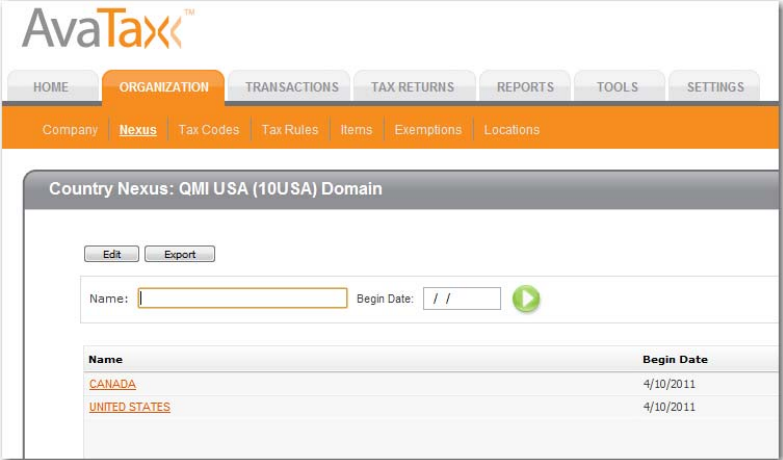 AvaTax™
HOME ORGANIZATION TRANSACTIONS TAX RETURNS REPORTS TOOLS SETTINGS
Company Nexus Tax Codes Tax Rules Items Exemptions Locations
Country Nexus: QMI USA (10USA) Domain
Edit Export
Name: Begin Date: / /
Name Begin Date
CANADA 4/10/2011
UNITED STATES 4/10/2011